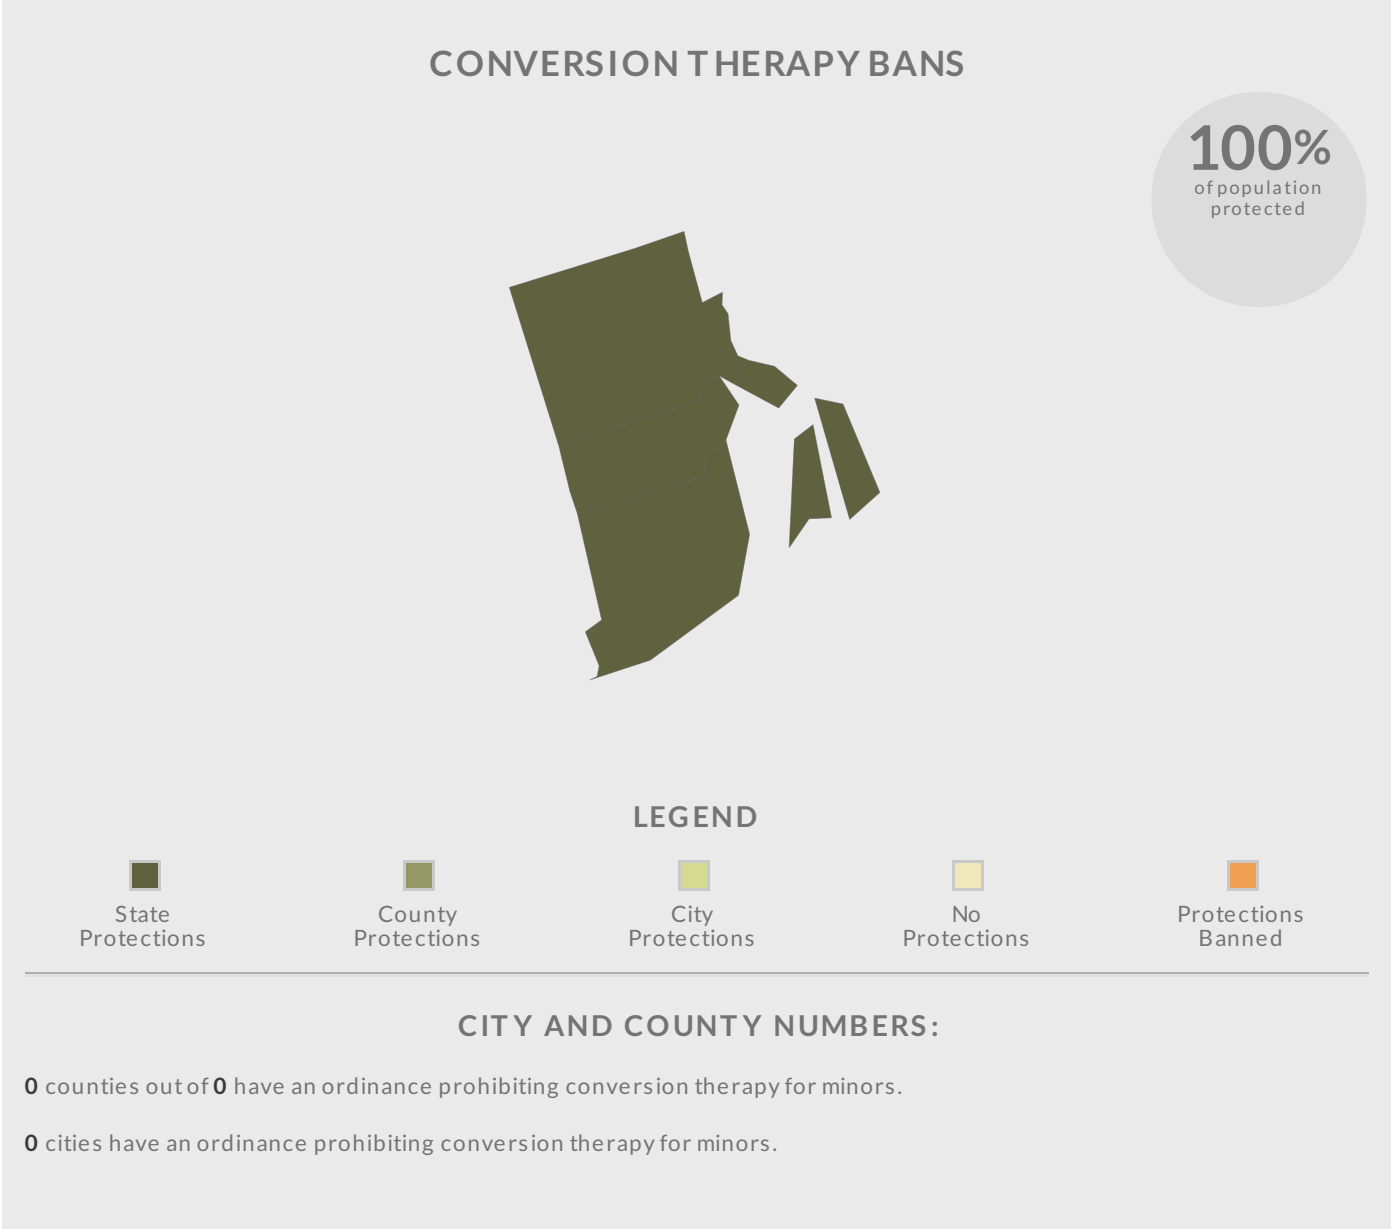 CONVERSION THERAPY BANS
100%
of population
protected
LEGEND
State
Protections
County
Protections
City
Protections
No
Protections
Protections
Banned
CITY AND COUNTY NUMBERS:
0 counties out of 0 have an ordinance prohibiting conversion therapy for minors.
0 cities have an ordinance prohibiting conversion therapy for minors.